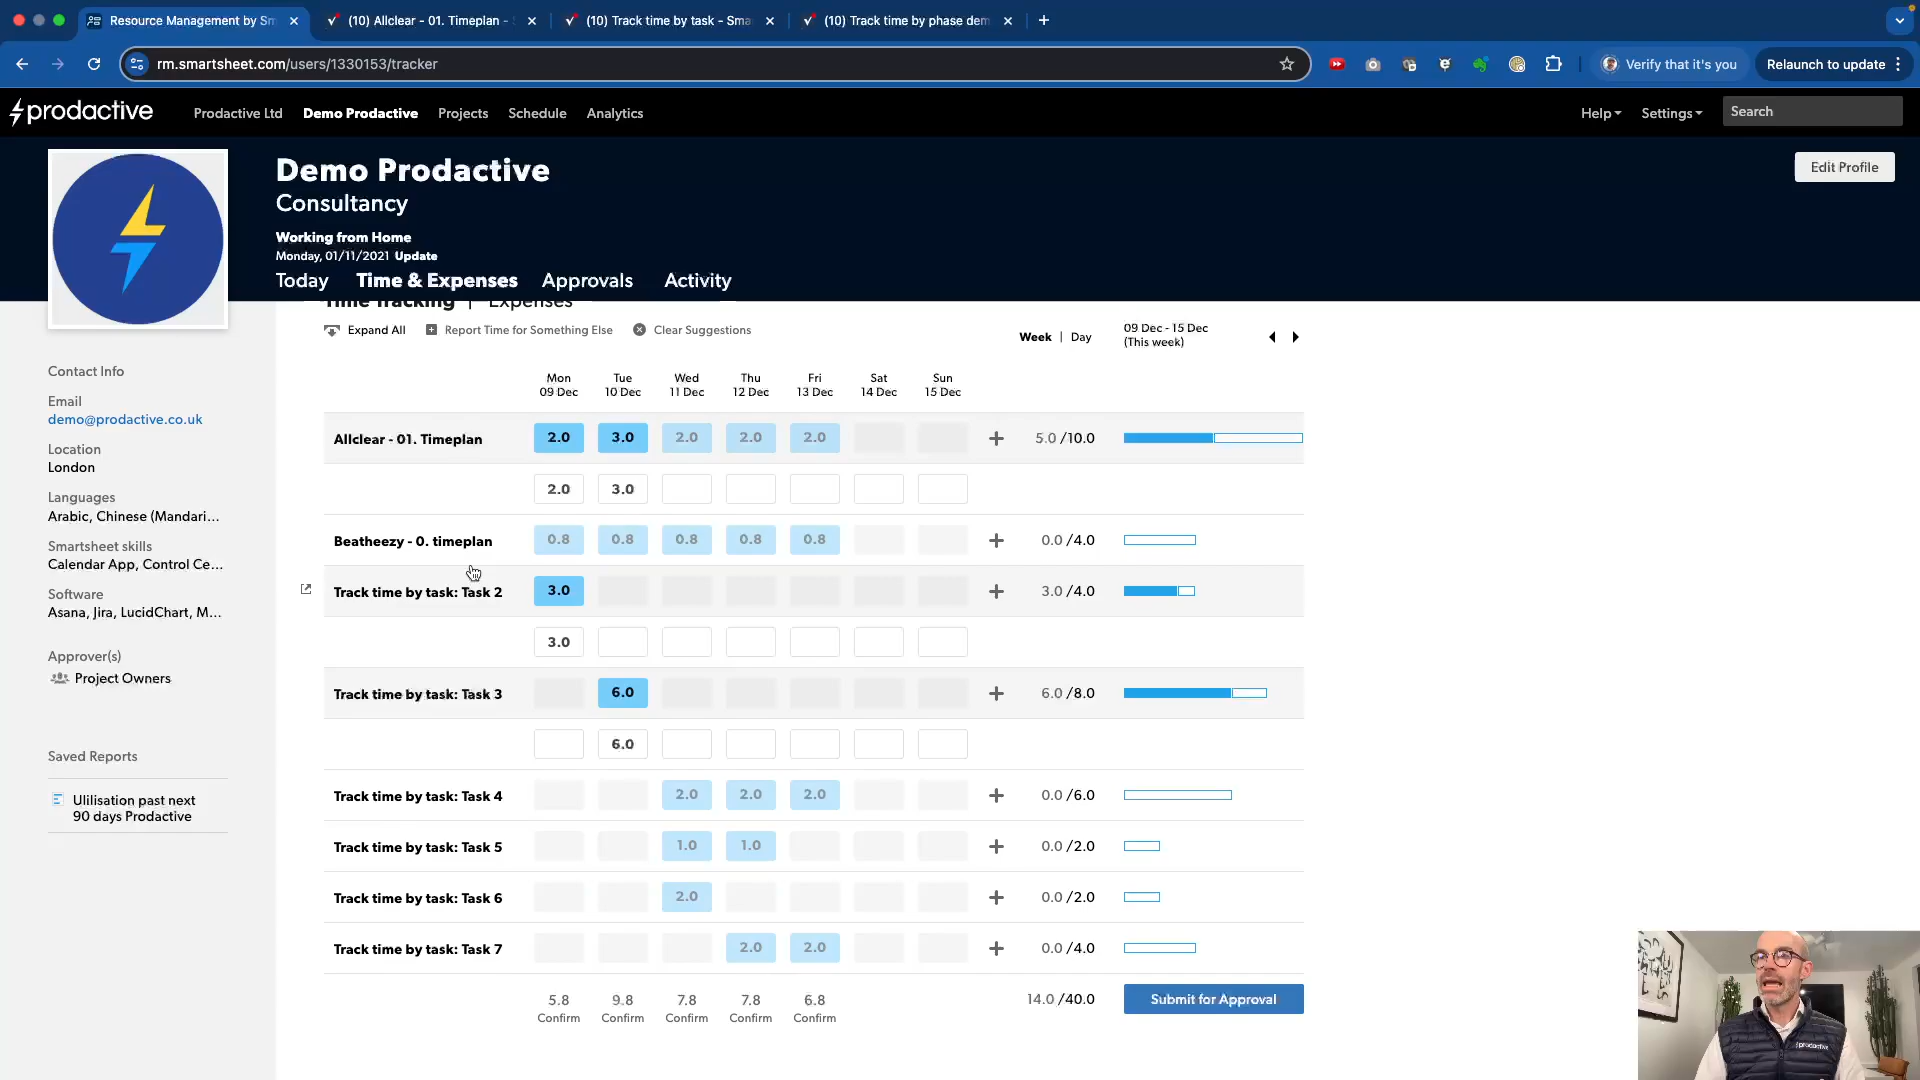 Resource Management by Sm
(10) Allclear - 01. Timeplan - S
(10) Track time by task - Sma
(10) Track time by phase dem
rm.smartsheet.com/users/1330153/tracker
Verify that it's you
Relaunch to update
prodactive
Prodactive Ltd
Demo Prodactive
Projects
Schedule
Analytics
Help
Settings
Search
Demo Prodactive
Consultancy
Edit Profile
Working from Home
Monday, 01/11/2021 Update
Today
Time & Expenses
Approvals
Activity
Time Tracking | Expenses
Expand All
Report Time for Something Else
Clear Suggestions
Week | Day
09 Dec - 15 Dec
(This week)
Contact Info
Email
demo@prodactive.co.uk
Location
London
Languages
Arabic, Chinese (Mandari...
Smartsheet skills
Calendar App, Control Ce...
Software
Asana, Jira, LucidChart, M...
Approver(s)
Project Owners
Saved Reports
Ulilisation past next
90 days Prodactive
Mon Tue Wed Thu Fri Sat Sun
09 Dec 10 Dec 11 Dec 12 Dec 13 Dec 14 Dec 15 Dec
Allclear - 01. Timeplan 2.0 3.0 2.0 2.0 2.0 5.0 /10.0
2.0 3.0
Beatheezy - 0. timeplan 0.8 0.8 0.8 0.8 0.8 0.0 /4.0
Track time by task: Task 2 3.0 3.0 /4.0
3.0
Track time by task: Task 3 6.0 6.0 /8.0
6.0
Track time by task: Task 4 2.0 2.0 2.0 0.0 /6.0
Track time by task: Task 5 1.0 1.0 0.0 /2.0
Track time by task: Task 6 2.0 0.0 /2.0
Track time by task: Task 7 2.0 2.0 0.0 /4.0
5.8 9.8 7.8 7.8 6.8 14.0 /40.0
Confirm Confirm Confirm Confirm Confirm
Submit for Approval
prodactive